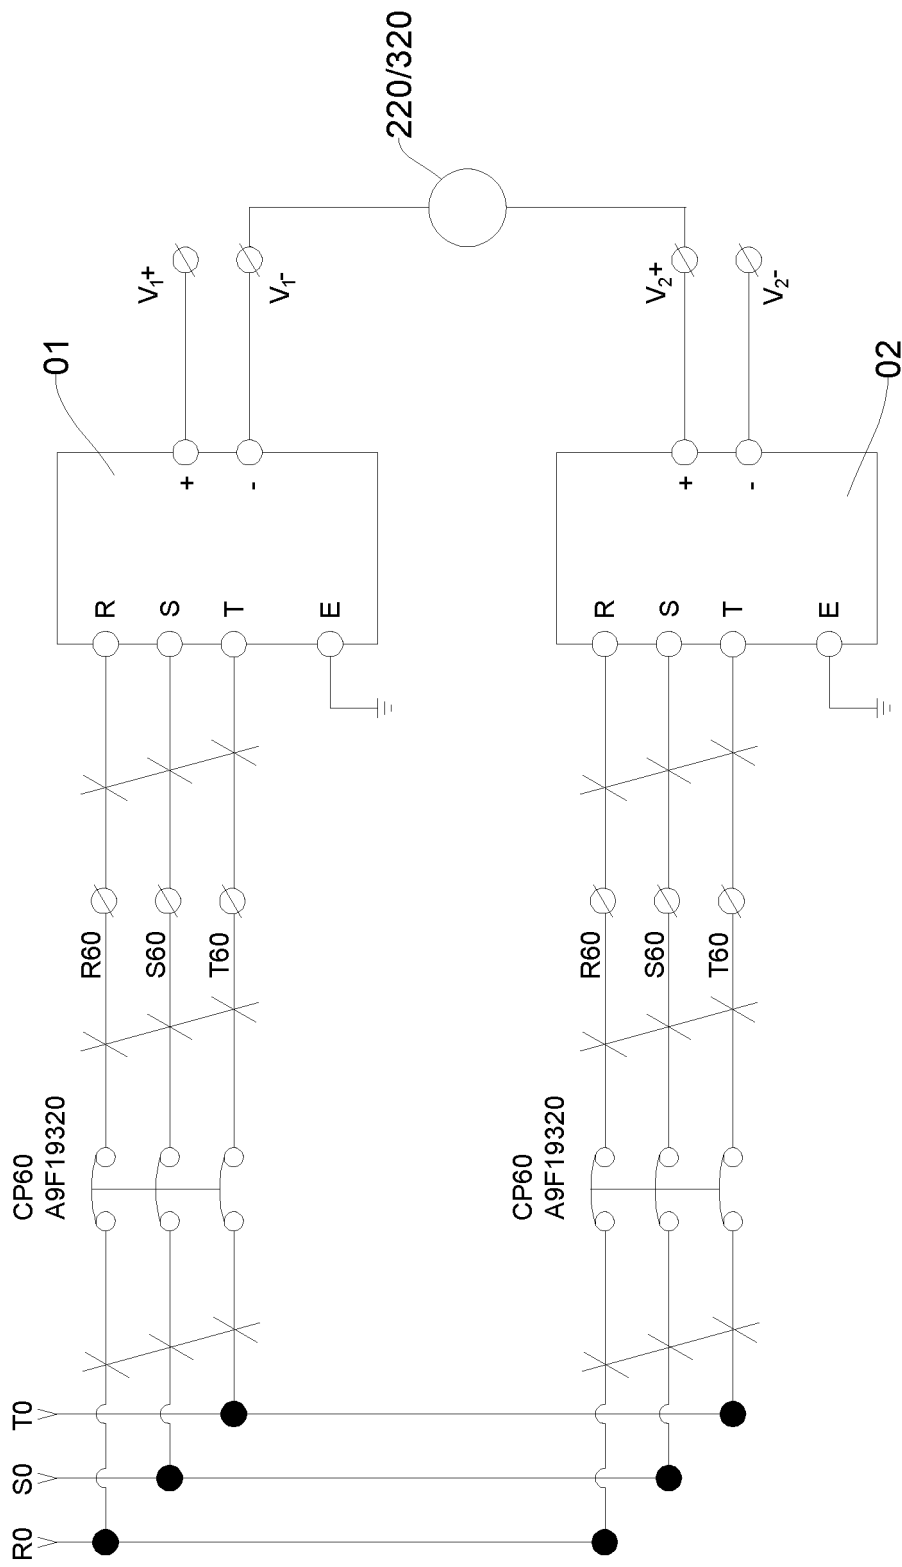 220/320
V₁+
V₁-
V₂+
V₂-
01
02
+
-
+
-
R
S
T
E
R
S
T
E
R60
S60
T60
R60
S60
T60
CP60
A9F19320
CP60
A9F19320
T0
S0
R0